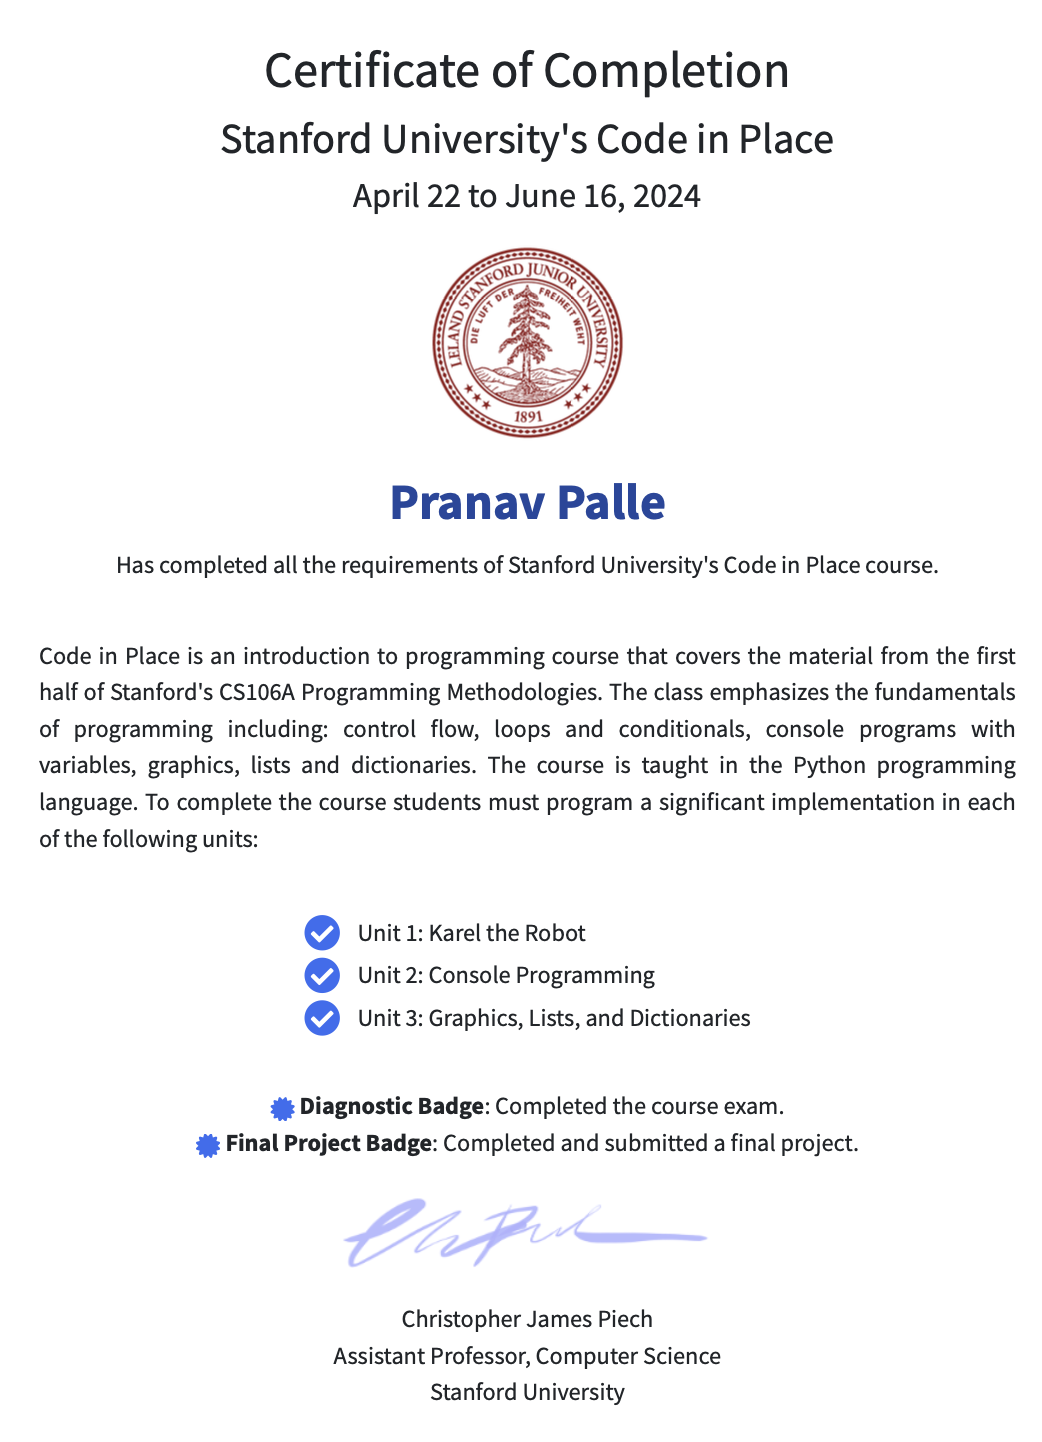 Certificate of Completion
Stanford University's Code in Place
April 22 to June 16, 2024
LELAND STANFORD JUNIOR UNIVERSITY
DIE LUFT DER FREIHEIT WEHT
1891
Pranav Palle
Has completed all the requirements of Stanford University's Code in Place course.
Code in Place is an introduction to programming course that covers the material from the first
half of Stanford's CS106A Programming Methodologies. The class emphasizes the fundamentals
of programming including: control flow, loops and conditionals, console programs with
variables, graphics, lists and dictionaries. The course is taught in the Python programming
language. To complete the course students must program a significant implementation in each
of the following units:
Unit 1: Karel the Robot
Unit 2: Console Programming
Unit 3: Graphics, Lists, and Dictionaries
Diagnostic Badge: Completed the course exam.
Final Project Badge: Completed and submitted a final project.
Christopher James Piech
Assistant Professor, Computer Science
Stanford University